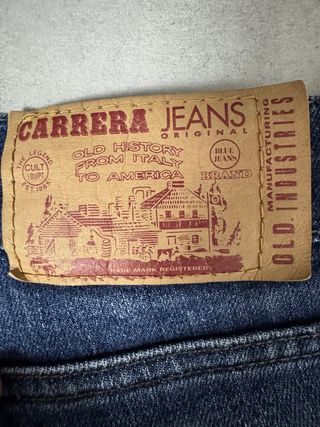 CARRERA® JEANS
ORIGINAL
THE LEGEND
CULT
EQUIPT
EST. 1965
OLD HISTORY
FROM ITALY
TO AMERICA
BLUE
JEANS
BRAND
TRADE MARK REGISTERED
MANUFACTURING
OLD INDUSTRIES